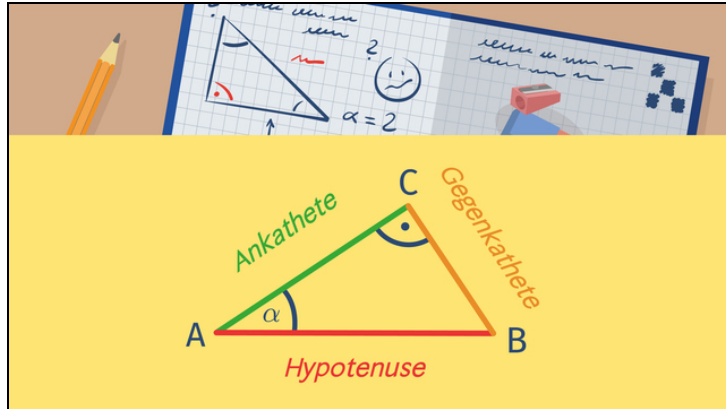 ?
α = 2
C
Ankathete
Gegenkathete
α
A
B
Hypotenuse